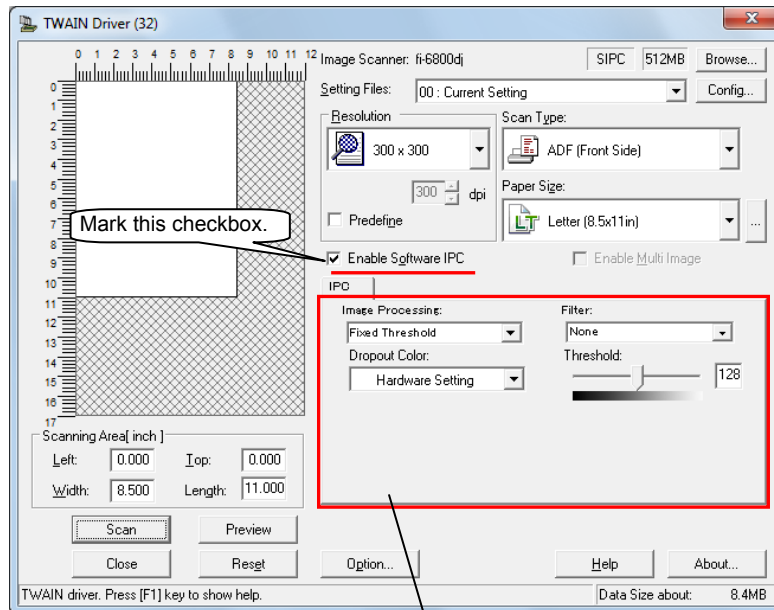 TWAIN Driver (32)
0 1 2 3 4 5 6 7 8 9 10 11 12
Image Scanner: fi-6800dj SIPC 512MB Browse...
Setting Files: 00 : Current Setting Config...
Resolution
300 x 300
300 dpi
Predefine
Scan Type:
ADF (Front Side)
Paper Size:
Letter (8.5x11in) ...
0
1
2
3
4
5
6
7
8
9
10
11
12
13
14
15
16
17
Mark this checkbox.
Enable Software IPC Enable Multi Image
IPC
Image Processing: Filter:
Fixed Threshold None
Dropout Color: Threshold:
Hardware Setting 128
Scanning Area[ inch ]
Left: 0.000 Top: 0.000
Width: 8.500 Length: 11.000
Scan Preview
Close Reset Option... Help About...
TWAIN driver. Press [F1] key to show help. Data Size about: 8.4MB